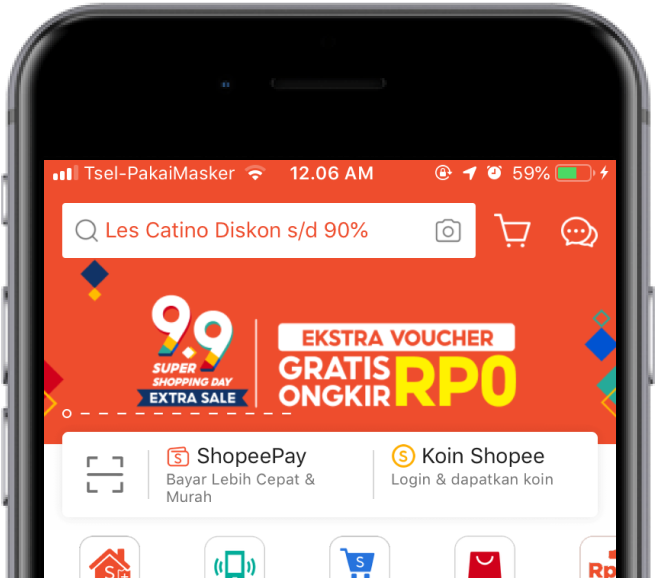 Tsel-PakaiMasker 12.06 AM 59%
Les Catino Diskon s/d 90%
9.9
SUPER
SHOPPING DAY
EXTRA SALE
EKSTRA VOUCHER
GRATIS
ONGKIR RP0
ShopeePay
Bayar Lebih Cepat &
Murah
Koin Shopee
Login & dapatkan koin
Rp